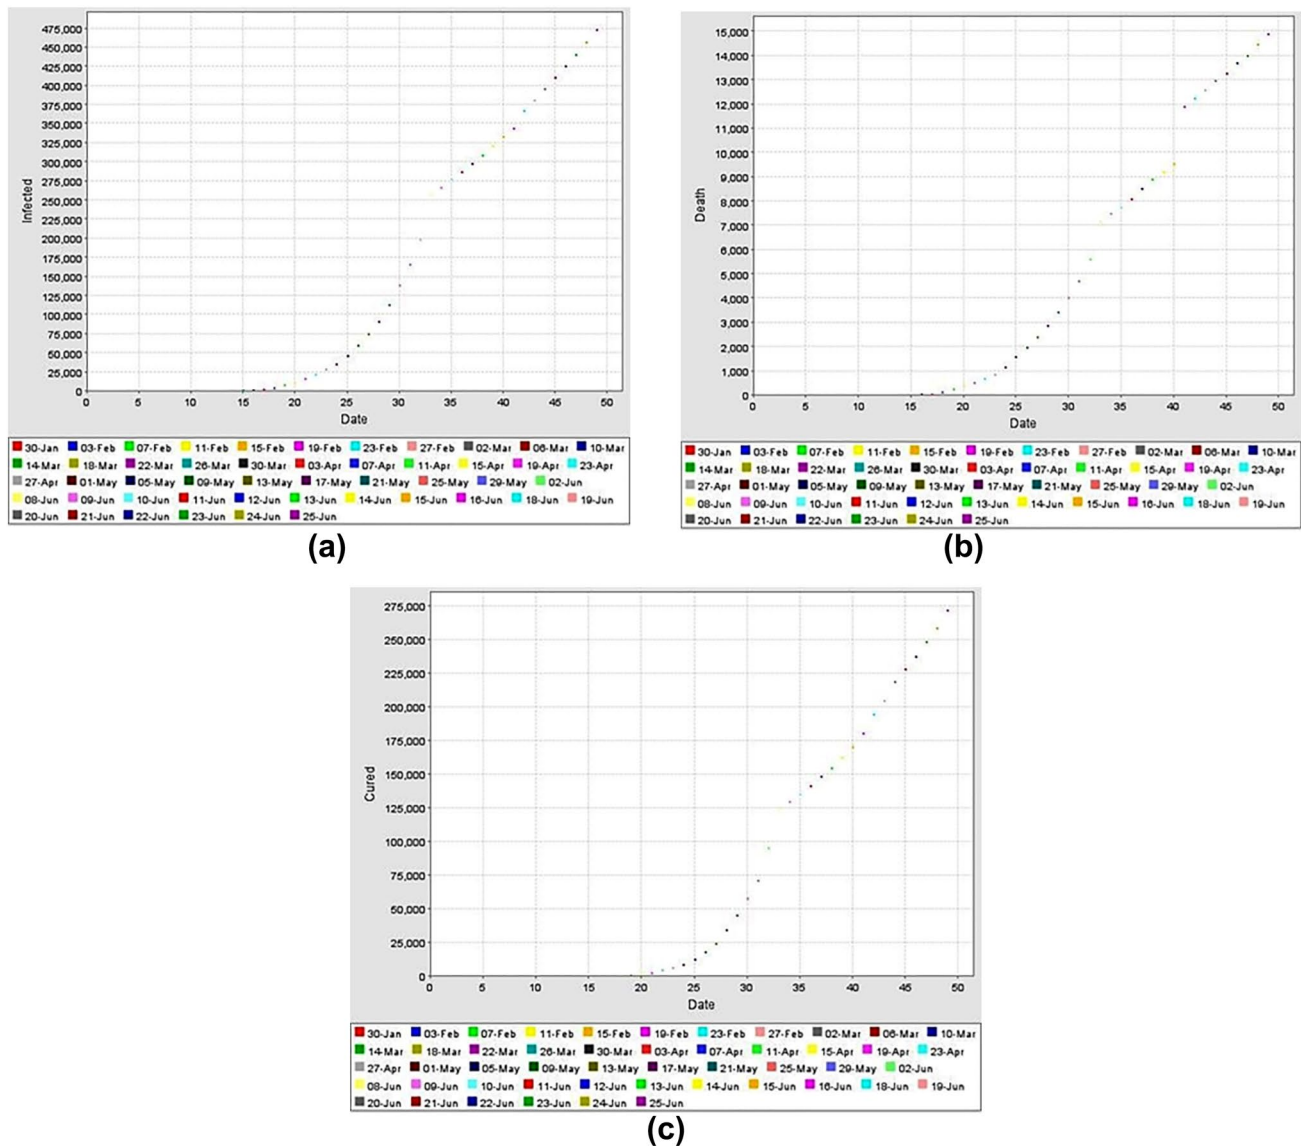 475,000
450,000
425,000
400,000
375,000
350,000
325,000
300,000
275,000
250,000
225,000
200,000
175,000
150,000
125,000
100,000
75,000
50,000
25,000
0
Infected
0 5 10 15 20 25 30 35 40 45 50
Date
30-Jan 03-Feb 07-Feb 11-Feb 15-Feb 19-Feb 23-Feb 27-Feb 02-Mar 06-Mar 10-Mar
14-Mar 18-Mar 22-Mar 26-Mar 30-Mar 03-Apr 07-Apr 11-Apr 15-Apr 19-Apr 23-Apr
27-Apr 01-May 05-May 09-May 13-May 17-May 21-May 25-May 29-May 02-Jun
08-Jun 09-Jun 10-Jun 11-Jun 12-Jun 13-Jun 14-Jun 15-Jun 16-Jun 18-Jun 19-Jun
20-Jun 21-Jun 22-Jun 23-Jun 24-Jun 25-Jun
(a)
15,000
14,000
13,000
12,000
11,000
10,000
9,000
8,000
7,000
6,000
5,000
4,000
3,000
2,000
1,000
0
Death
0 5 10 15 20 25 30 35 40 45 50
Date
30-Jan 03-Feb 07-Feb 11-Feb 15-Feb 19-Feb 23-Feb 27-Feb 02-Mar 06-Mar 10-Mar
14-Mar 18-Mar 22-Mar 26-Mar 30-Mar 03-Apr 07-Apr 11-Apr 15-Apr 19-Apr 23-Apr
27-Apr 01-May 05-May 09-May 13-May 17-May 21-May 25-May 29-May 02-Jun
08-Jun 09-Jun 10-Jun 11-Jun 12-Jun 13-Jun 14-Jun 15-Jun 16-Jun 18-Jun 19-Jun
20-Jun 21-Jun 22-Jun 23-Jun 24-Jun 25-Jun
(b)
275,000
250,000
225,000
200,000
175,000
150,000
125,000
100,000
75,000
50,000
25,000
0
Cured
0 5 10 15 20 25 30 35 40 45 50
Date
30-Jan 03-Feb 07-Feb 11-Feb 15-Feb 19-Feb 23-Feb 27-Feb 02-Mar 06-Mar 10-Mar
14-Mar 18-Mar 22-Mar 26-Mar 30-Mar 03-Apr 07-Apr 11-Apr 15-Apr 19-Apr 23-Apr
27-Apr 01-May 05-May 09-May 13-May 17-May 21-May 25-May 29-May 02-Jun
08-Jun 09-Jun 10-Jun 11-Jun 12-Jun 13-Jun 14-Jun 15-Jun 16-Jun 18-Jun 19-Jun
20-Jun 21-Jun 22-Jun 23-Jun 24-Jun 25-Jun
(c)